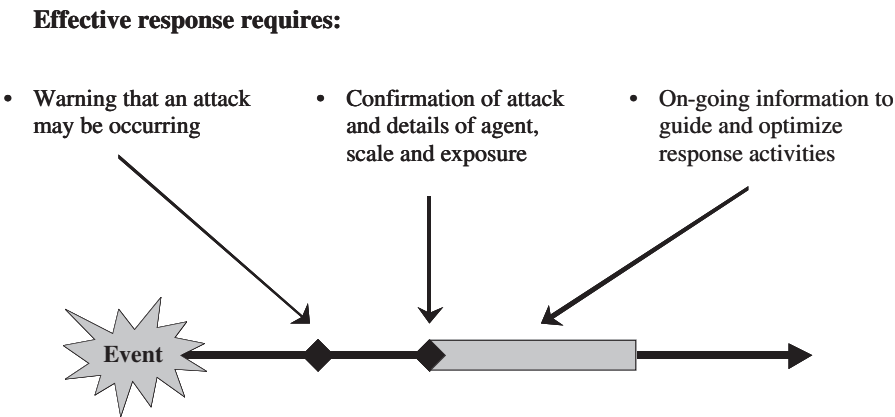 Effective response requires:
• Warning that an attack
may be occurring
• Confirmation of attack
and details of agent,
scale and exposure
• On-going information to
guide and optimize
response activities
Event